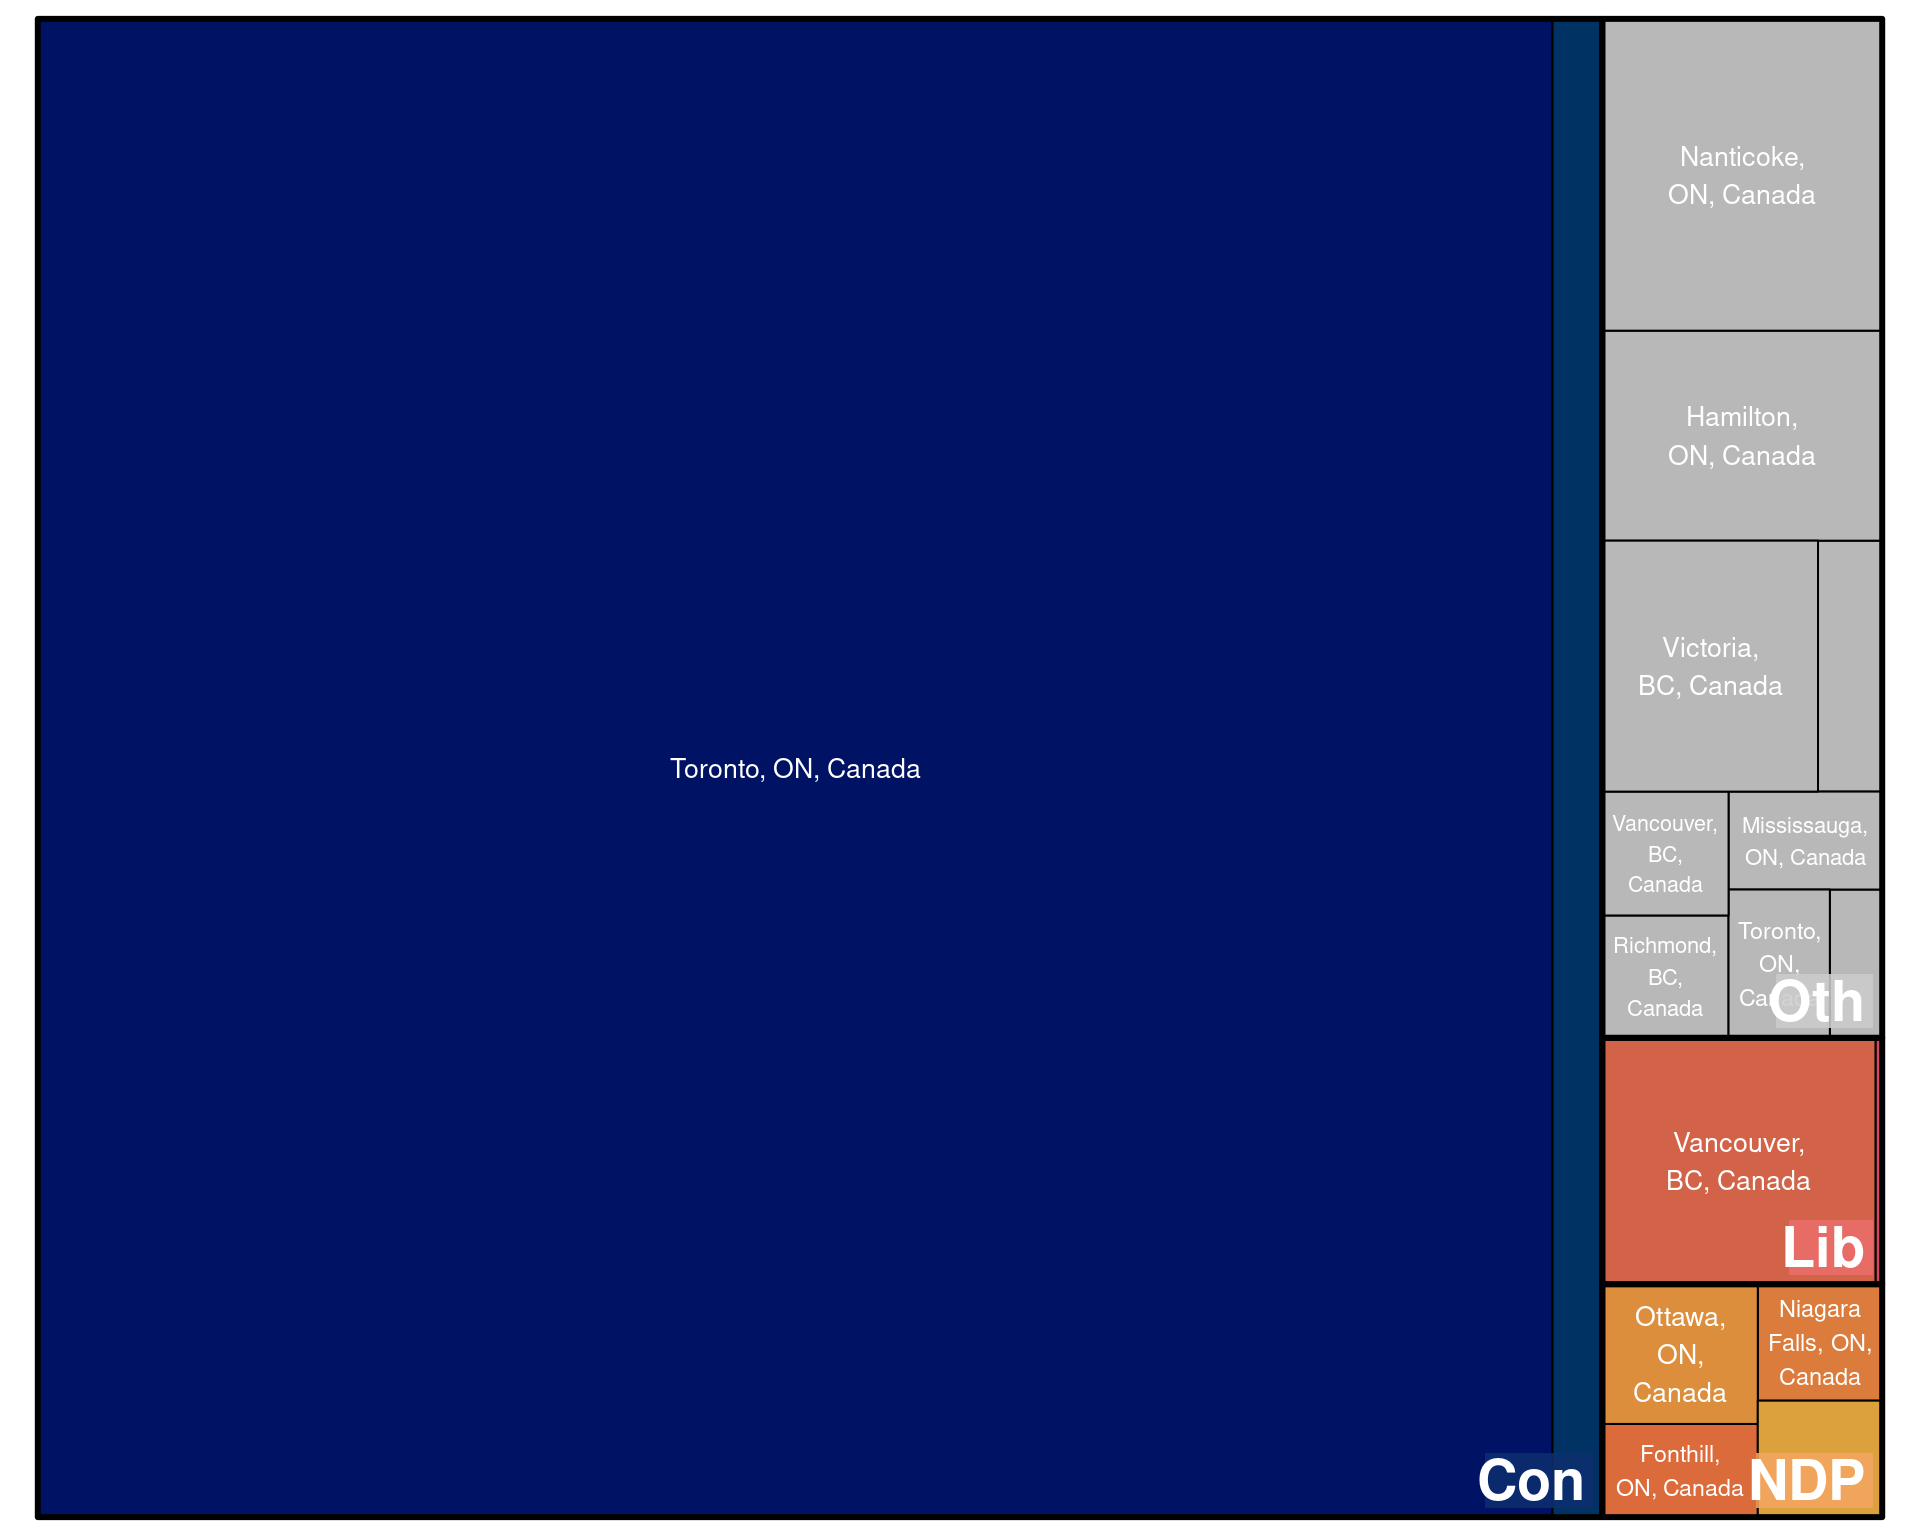 Toronto, ON, Canada
Con
Nanticoke,
ON, Canada
Hamilton,
ON, Canada
Victoria,
BC, Canada
Vancouver,
BC,
Canada
Mississauga,
ON, Canada
Richmond,
BC,
Canada
Toronto,
ON,
Canada
Oth
Vancouver,
BC, Canada
Lib
Ottawa,
ON,
Canada
Niagara
Falls, ON,
Canada
Fonthill,
ON, Canada
NDP